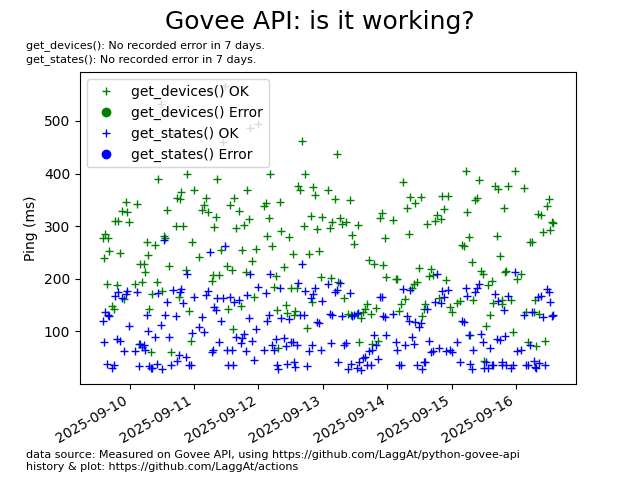 Govee API: is it working?
get_devices(): No recorded error in 7 days.
get_states(): No recorded error in 7 days.
get_devices() OK
get_devices() Error
get_states() OK
get_states() Error
Ping (ms)
500
400
300
200
100
2025-09-10
2025-09-11
2025-09-12
2025-09-13
2025-09-14
2025-09-15
2025-09-16
data source: Measured on Govee API, using https://github.com/LaggAt/python-govee-api
history & plot: https://github.com/LaggAt/actions